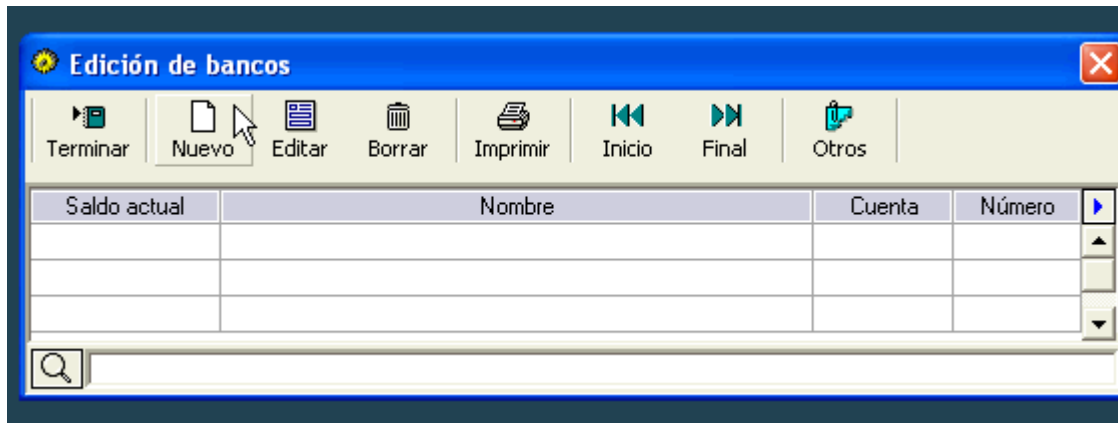 Edición de bancos
Terminar Nuevo Editar Borrar Imprimir Inicio Final Otros
Saldo actual Nombre Cuenta Número